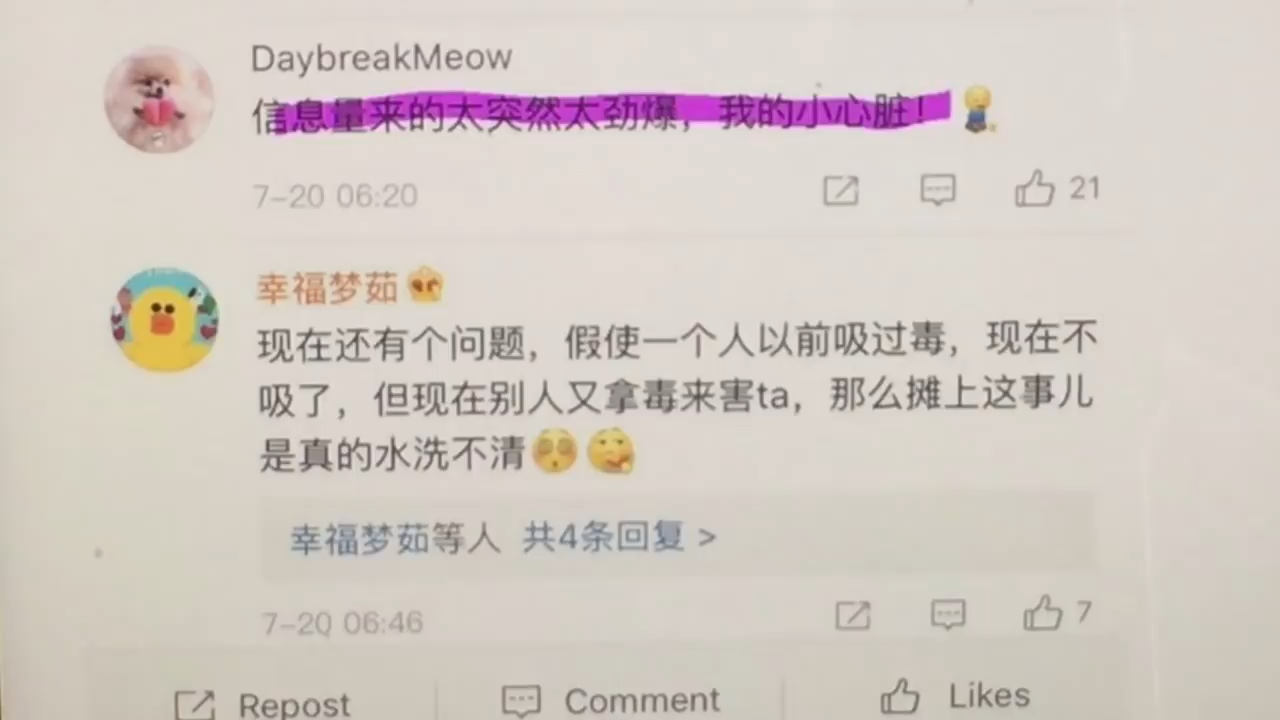 DaybreakMeow
信息量来的太突然太劲爆，我的小心脏！
7-20 06:20
21
幸福梦茹
现在还有个问题，假使一个人以前吸过毒，现在不
吸了，但现在别人又拿毒来害ta，那么摊上这事儿
是真的水洗不清
幸福梦茹等人 共4条回复 >
7-20 06:46
7
Repost
Comment
Likes